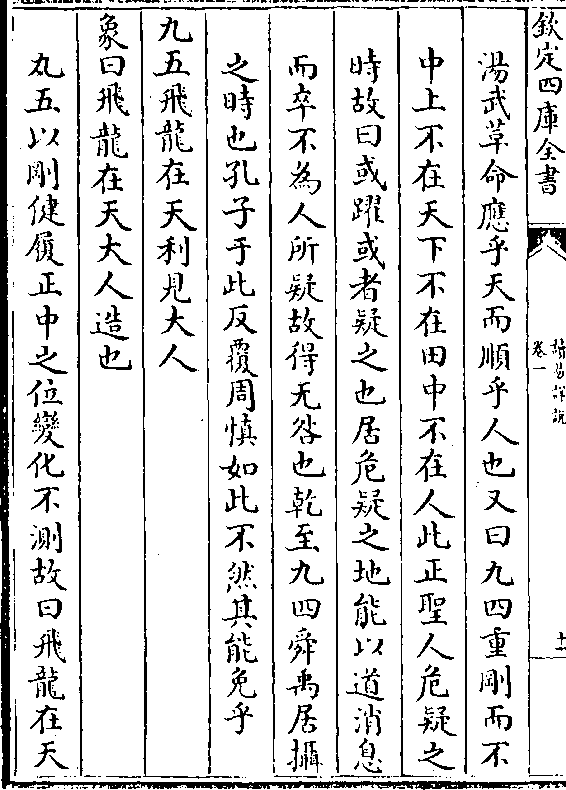 欽定四庫全書
讀易詳說
卷一
十一
湯武革命應乎天而順乎人也又曰九四重剛而不
中上不在天下不在田中不在人此正聖人危疑之
時故曰或躍或者疑之也居危疑之地能以道消息
而卒不為人所疑故得无咎也乾至九四舜禹居攝
之時也孔子于此反覆周慎如此不然其能免乎
九五飛龍在天利見大人
象曰飛龍在天大人造也
九五以剛健履正中之位變化不測故曰飛龍在天